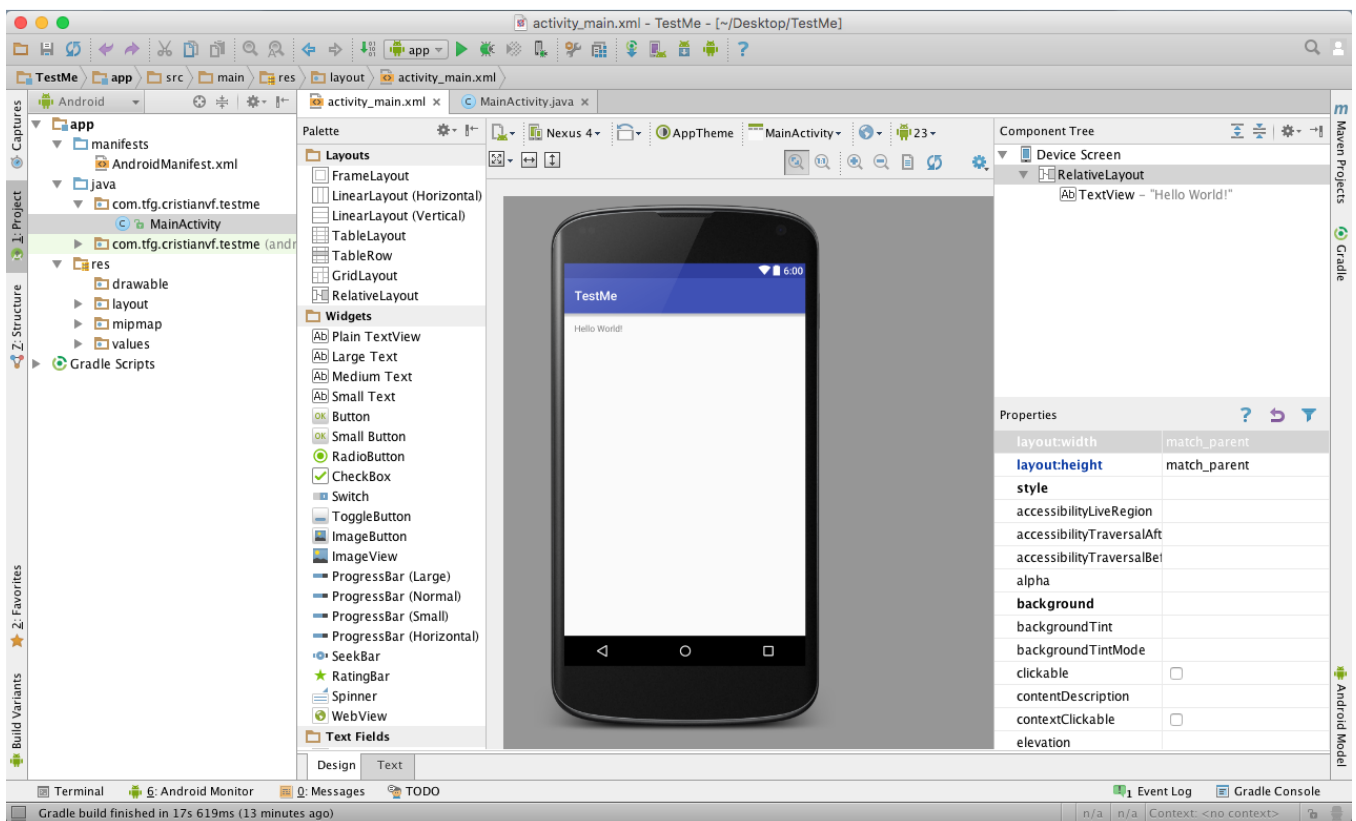 activity_main.xml - TestMe - [~/Desktop/TestMe]
app
TestMe app src main res layout activity_main.xml
Captures
1: Project
Z: Structure
2: Favorites
Build Variants
Android
app
manifests
AndroidManifest.xml
java
com.tfg.cristianvf.testme
MainActivity
com.tfg.cristianvf.testme (andr
res
drawable
layout
mipmap
values
Gradle Scripts
activity_main.xml
MainActivity.java
Palette
Layouts
FrameLayout
LinearLayout (Horizontal)
LinearLayout (Vertical)
TableLayout
TableRow
GridLayout
RelativeLayout
Widgets
Ab Plain TextView
Ab Large Text
Ab Medium Text
Ab Small Text
OK Button
OK Small Button
RadioButton
CheckBox
Switch
ToggleButton
ImageButton
ImageView
ProgressBar (Large)
ProgressBar (Normal)
ProgressBar (Small)
ProgressBar (Horizontal)
SeekBar
RatingBar
Spinner
WebView
Text Fields
Nexus 4 AppTheme MainActivity 23
6:00
TestMe
Hello World!
Design Text
Component Tree
Device Screen
RelativeLayout
Ab TextView - "Hello World!"
Properties
layout:width match_parent
layout:height match_parent
style
accessibilityLiveRegion
accessibilityTraversalAft
accessibilityTraversalBef
alpha
background
backgroundTint
backgroundTintMode
clickable
contentDescription
contextClickable
elevation
Maven Projects
Gradle
Android Model
Terminal 6: Android Monitor 0: Messages TODO 1 Event Log Gradle Console
Gradle build finished in 17s 619ms (13 minutes ago) n/a n/a Context: <no context>